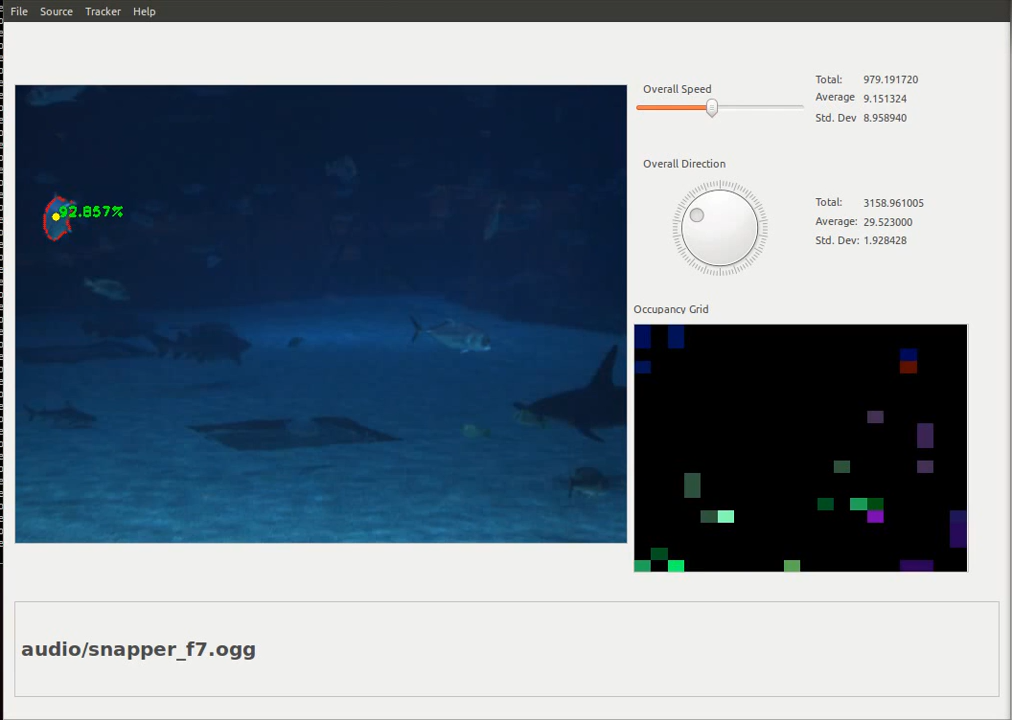 File Source Tracker Help
Overall Speed
Total: 979.191720
Average 9.151324
Std. Dev 8.958940
92.857%
Overall Direction
Total: 3158.961005
Average: 29.523000
Std. Dev: 1.928428
Occupancy Grid
audio/snapper_f7.ogg